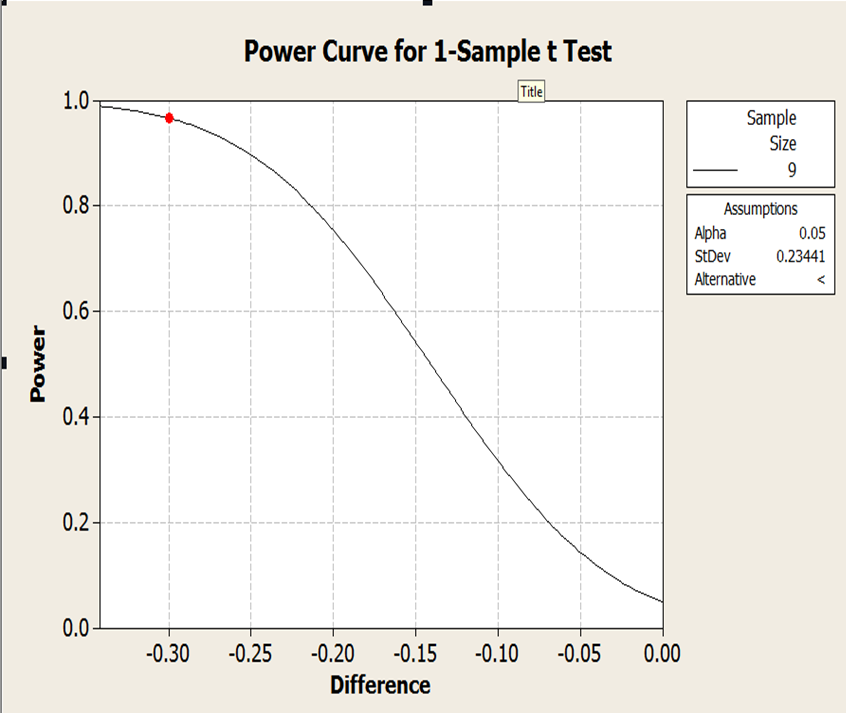 Power Curve for 1-Sample t Test
Title
1.0
0.8
0.6
0.4
0.2
0.0
Power
-0.30 -0.25 -0.20 -0.15 -0.10 -0.05 0.00
Difference
Sample
Size
9
Assumptions
Alpha 0.05
StDev 0.23441
Alternative <